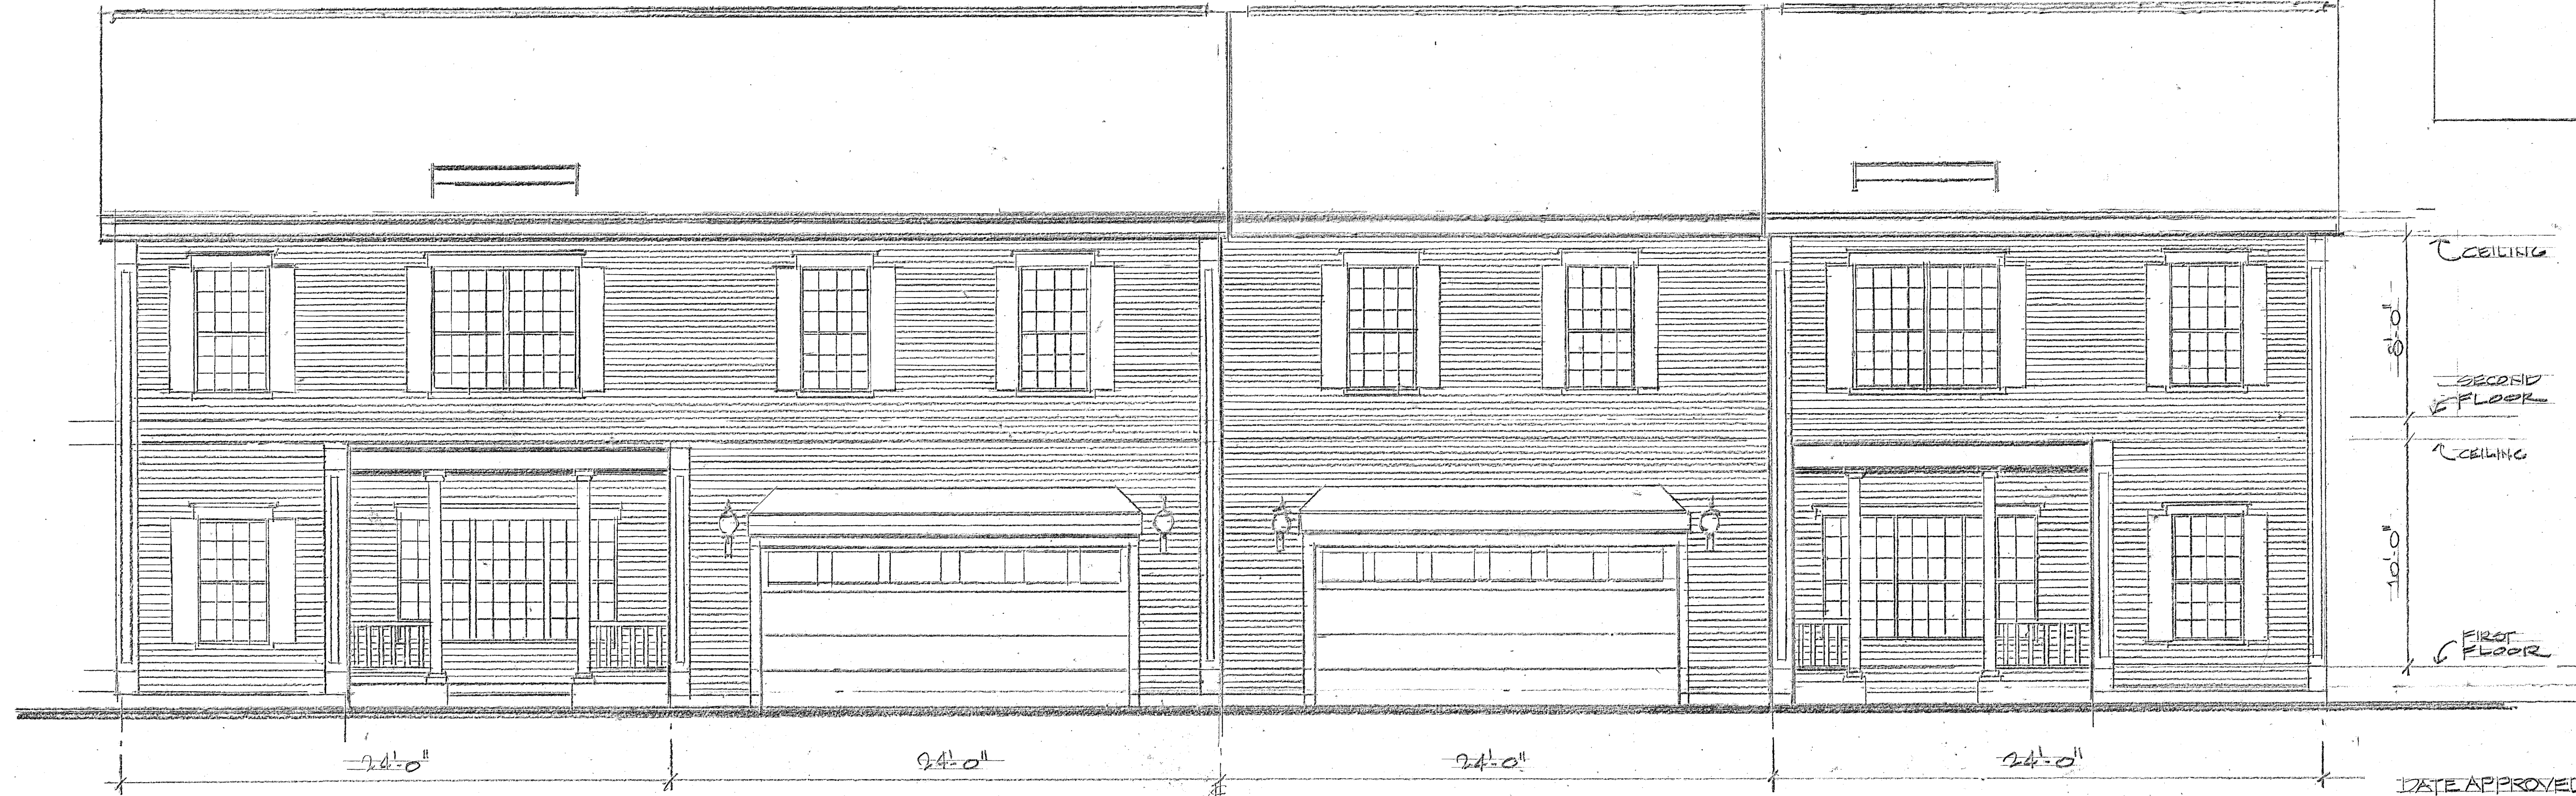 CEILING
8'-0"
SECOND
FLOOR
CEILING
10'-0"
FIRST
FLOOR
24'-0"
24'-0"
24'-0"
24'-0"
DATE APPROVED